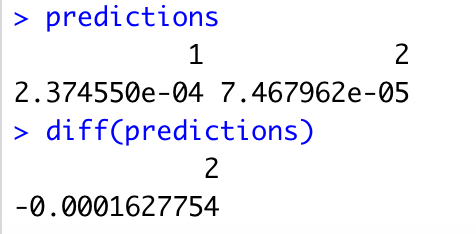 > predictions
1 2
2.374550e-04 7.467962e-05
> diff(predictions)
2
-0.0001627754